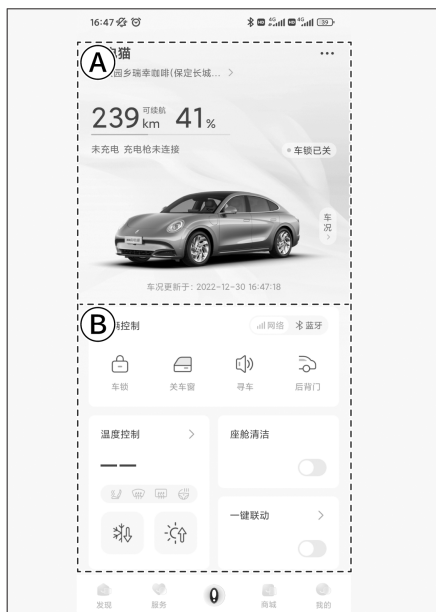 16:47
4G 4G 39
A
猫
园乡瑞幸咖啡(保定长城...
239 可续航 km 41%
未充电 充电枪未连接
车锁已关
车况
车况更新于:2022-12-30 16:47:18
B
控制
网络 蓝牙
车锁 关车窗 寻车 后背门
温度控制
座舱清洁
一键联动
发现 服务 商城 我的